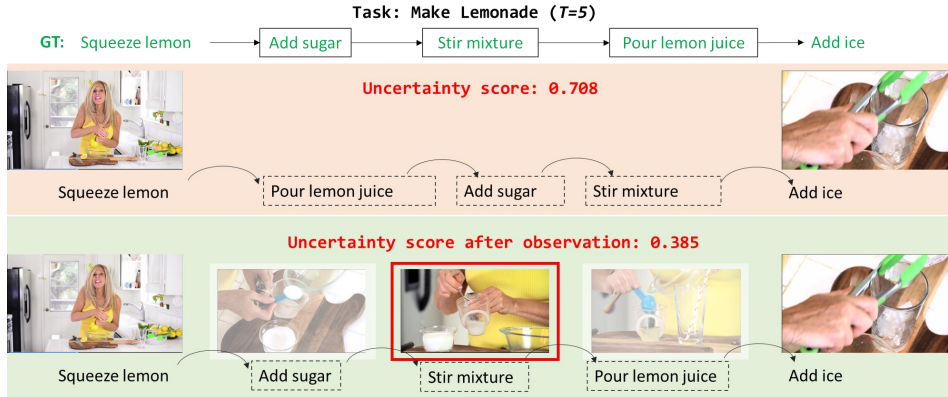 Task: Make Lemonade (T=5)
GT: Squeeze lemon Add sugar Stir mixture Pour lemon juice Add ice
Uncertainty score: 0.708
Squeeze lemon Pour lemon juice Add sugar Stir mixture Add ice
Uncertainty score after observation: 0.385
Squeeze lemon Add sugar Stir mixture Pour lemon juice Add ice